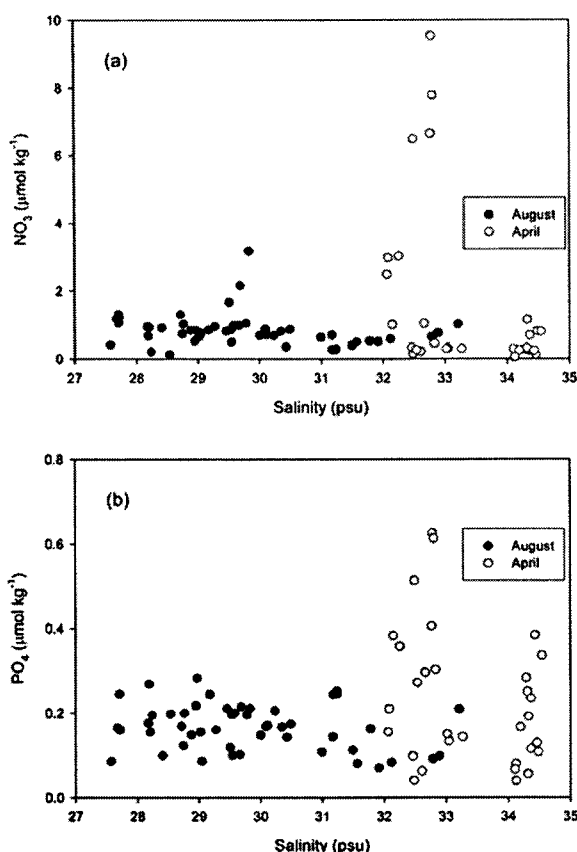 (a)
10
8
6
4
2
0
NO3 (μmol kg-1)
August
April
27 28 29 30 31 32 33 34 35
Salinity (psu)
(b)
0.8
0.6
0.4
0.2
0.0
PO4 (μmol kg-1)
August
April
27 28 29 30 31 32 33 34 35
Salinity (psu)